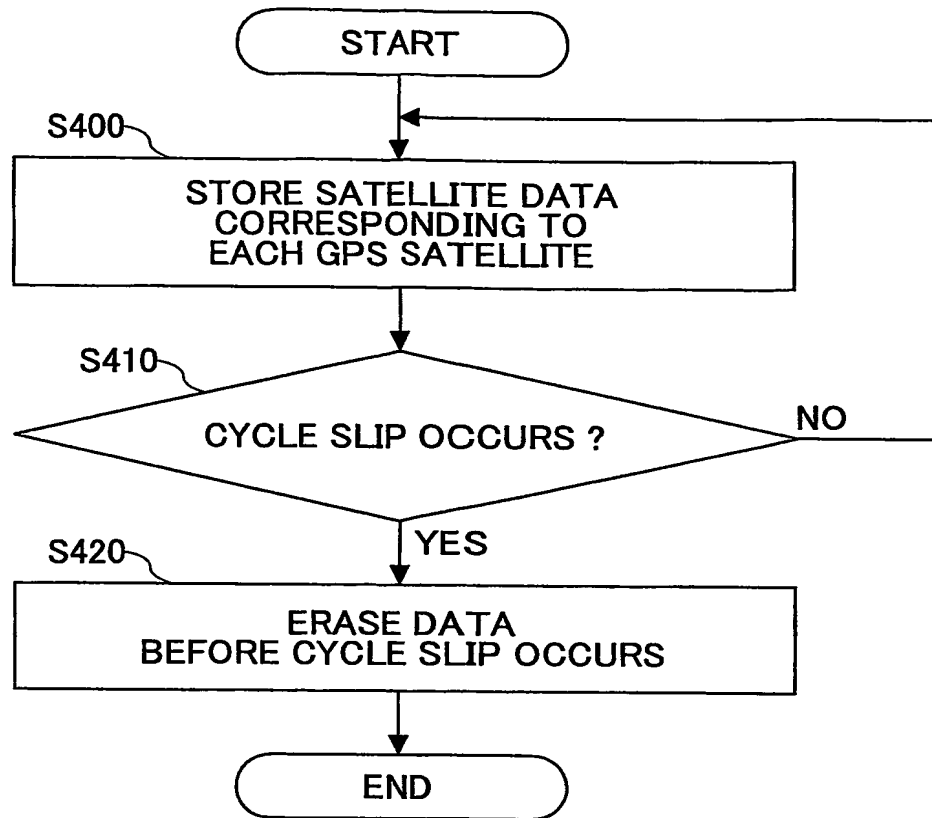 START
S400
STORE SATELLITE DATA
CORRESPONDING TO
EACH GPS SATELLITE
S410
CYCLE SLIP OCCURS ?
NO
YES
S420
ERASE DATA
BEFORE CYCLE SLIP OCCURS
END